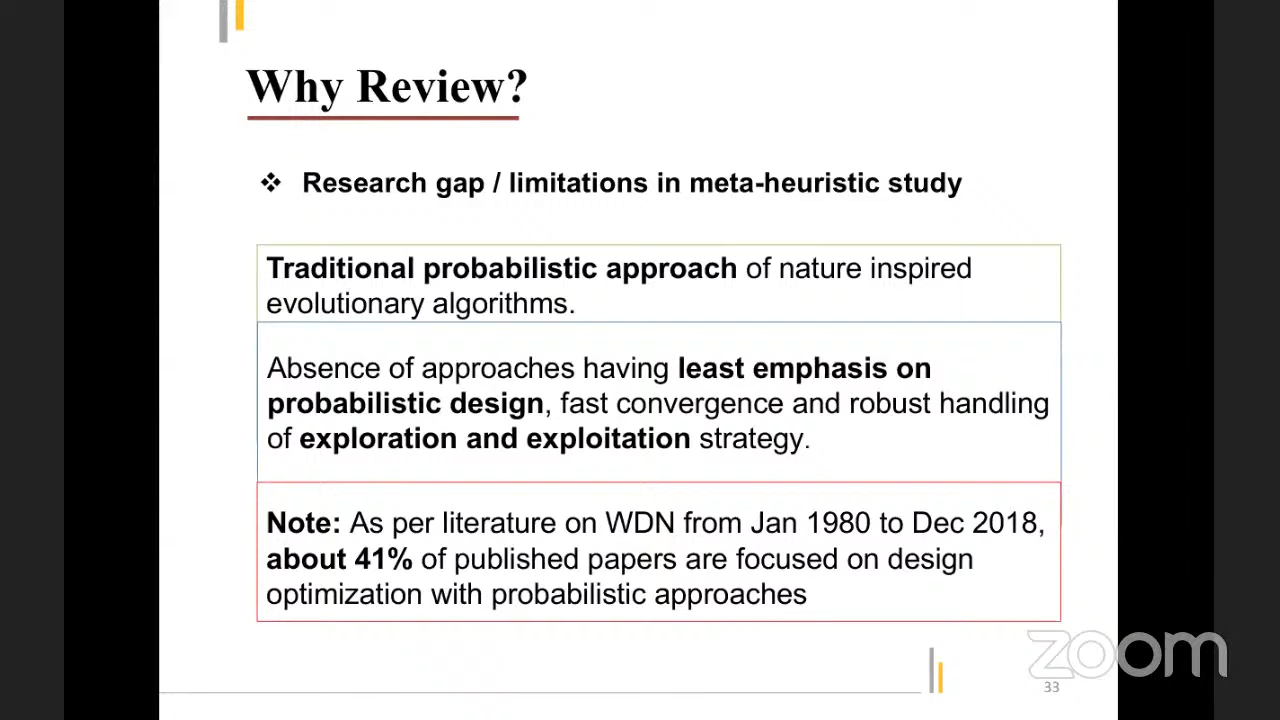 Why Review?
❖ Research gap / limitations in meta-heuristic study
Traditional probabilistic approach of nature inspired
evolutionary algorithms.
Absence of approaches having least emphasis on
probabilistic design, fast convergence and robust handling
of exploration and exploitation strategy.
Note: As per literature on WDN from Jan 1980 to Dec 2018,
about 41% of published papers are focused on design
optimization with probabilistic approaches
zoom
33